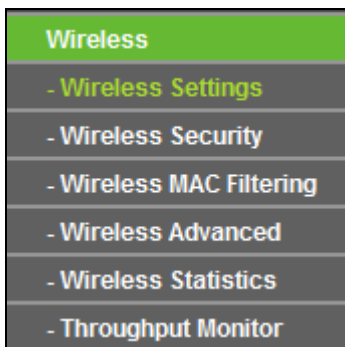 Wireless
- Wireless Settings
- Wireless Security
- Wireless MAC Filtering
- Wireless Advanced
- Wireless Statistics
- Throughput Monitor